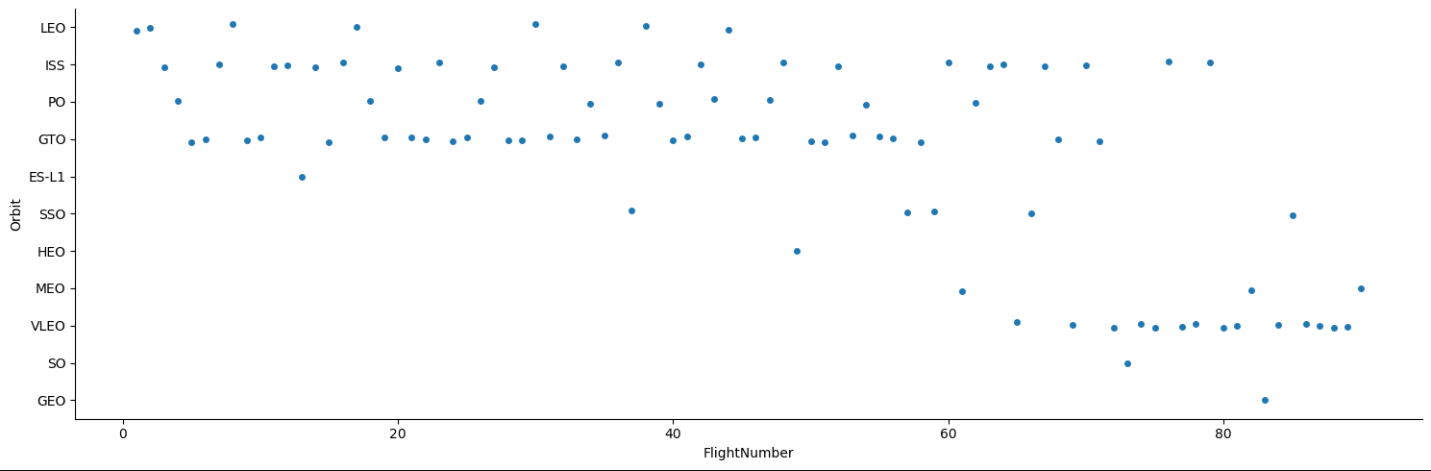 LEO
ISS
PO
GTO
ES-L1
SSO
HEO
MEO
VLEO
SO
GEO
Orbit
0 20 40 60 80
FlightNumber